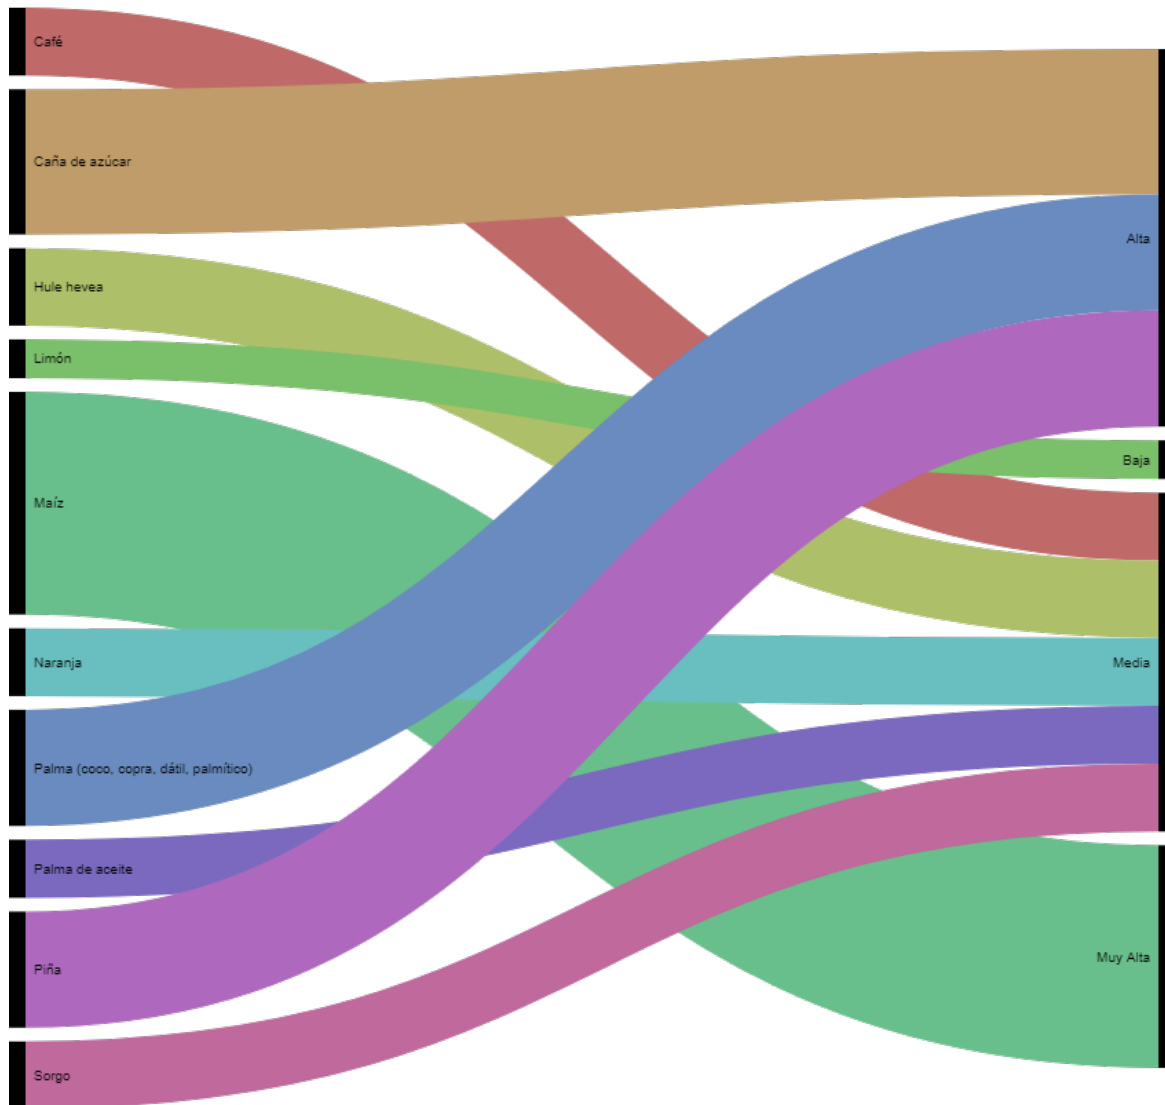 Café
Caña de azúcar
Hule hevea
Limón
Maíz
Naranja
Palma (coco, copra, dátil, palmítico)
Palma de aceite
Piña
Sorgo
Alta
Baja
Media
Muy Alta